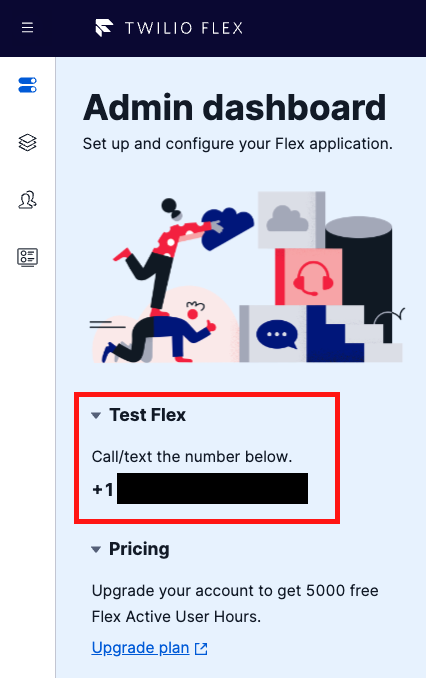 TWILIO FLEX
Admin dashboard
Set up and configure your Flex application.
Test Flex
Call/text the number below.
+1
Pricing
Upgrade your account to get 5000 free
Flex Active User Hours.
Upgrade plan